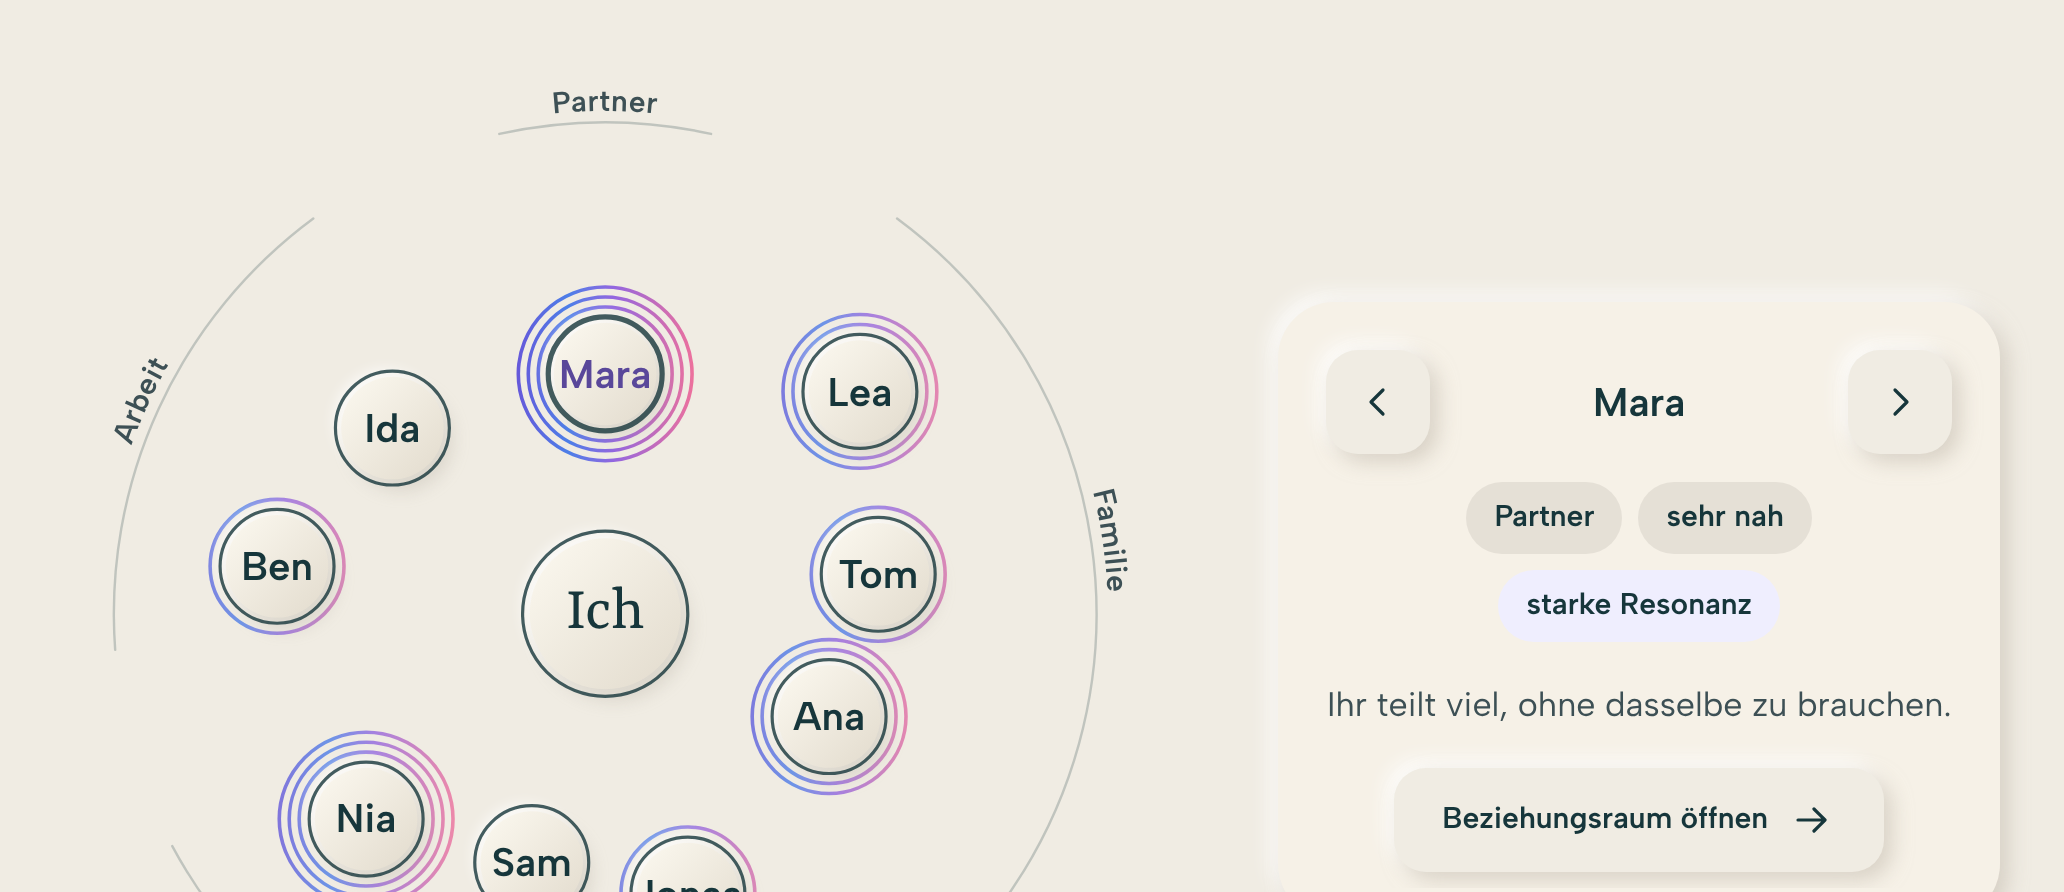 Partner
Arbeit
Familie
Mara
Lea
Ida
Ben
Tom
Ich
Ana
Nia
Sam
Mara
Partner
sehr nah
starke Resonanz
Ihr teilt viel, ohne dasselbe zu brauchen.
Beziehungsraum öffnen